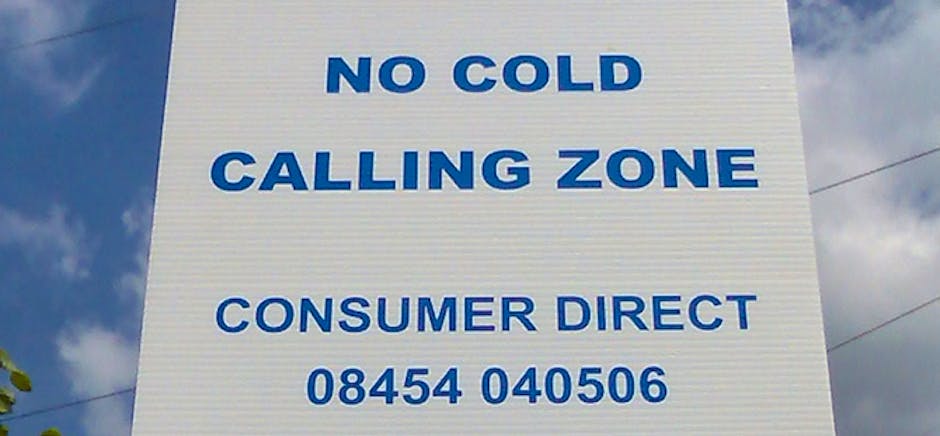 NO COLD
CALLING ZONE
CONSUMER DIRECT
08454 040506